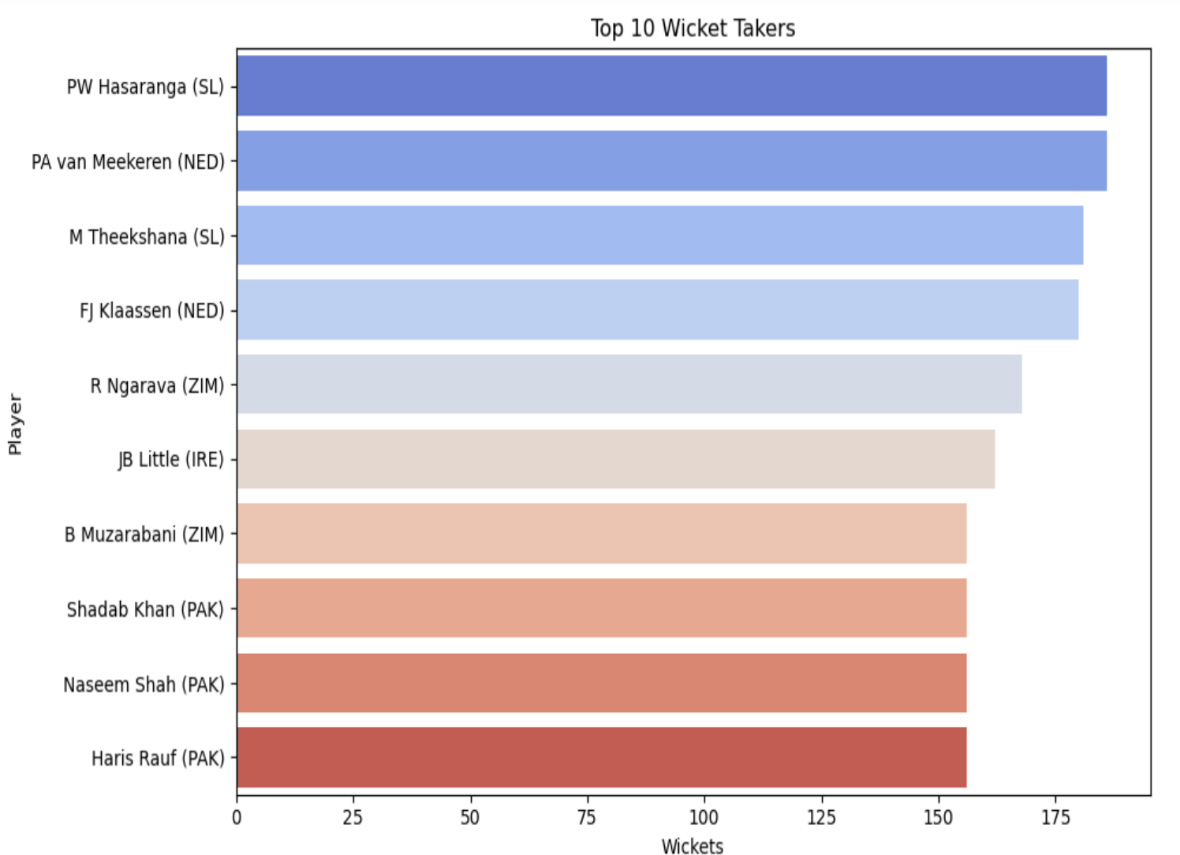 Top 10 Wicket Takers
Player
PW Hasaranga (SL)
PA van Meekeren (NED)
M Theekshana (SL)
FJ Klaassen (NED)
R Ngarava (ZIM)
JB Little (IRE)
B Muzarabani (ZIM)
Shadab Khan (PAK)
Naseem Shah (PAK)
Haris Rauf (PAK)
0 25 50 75 100 125 150 175
Wickets